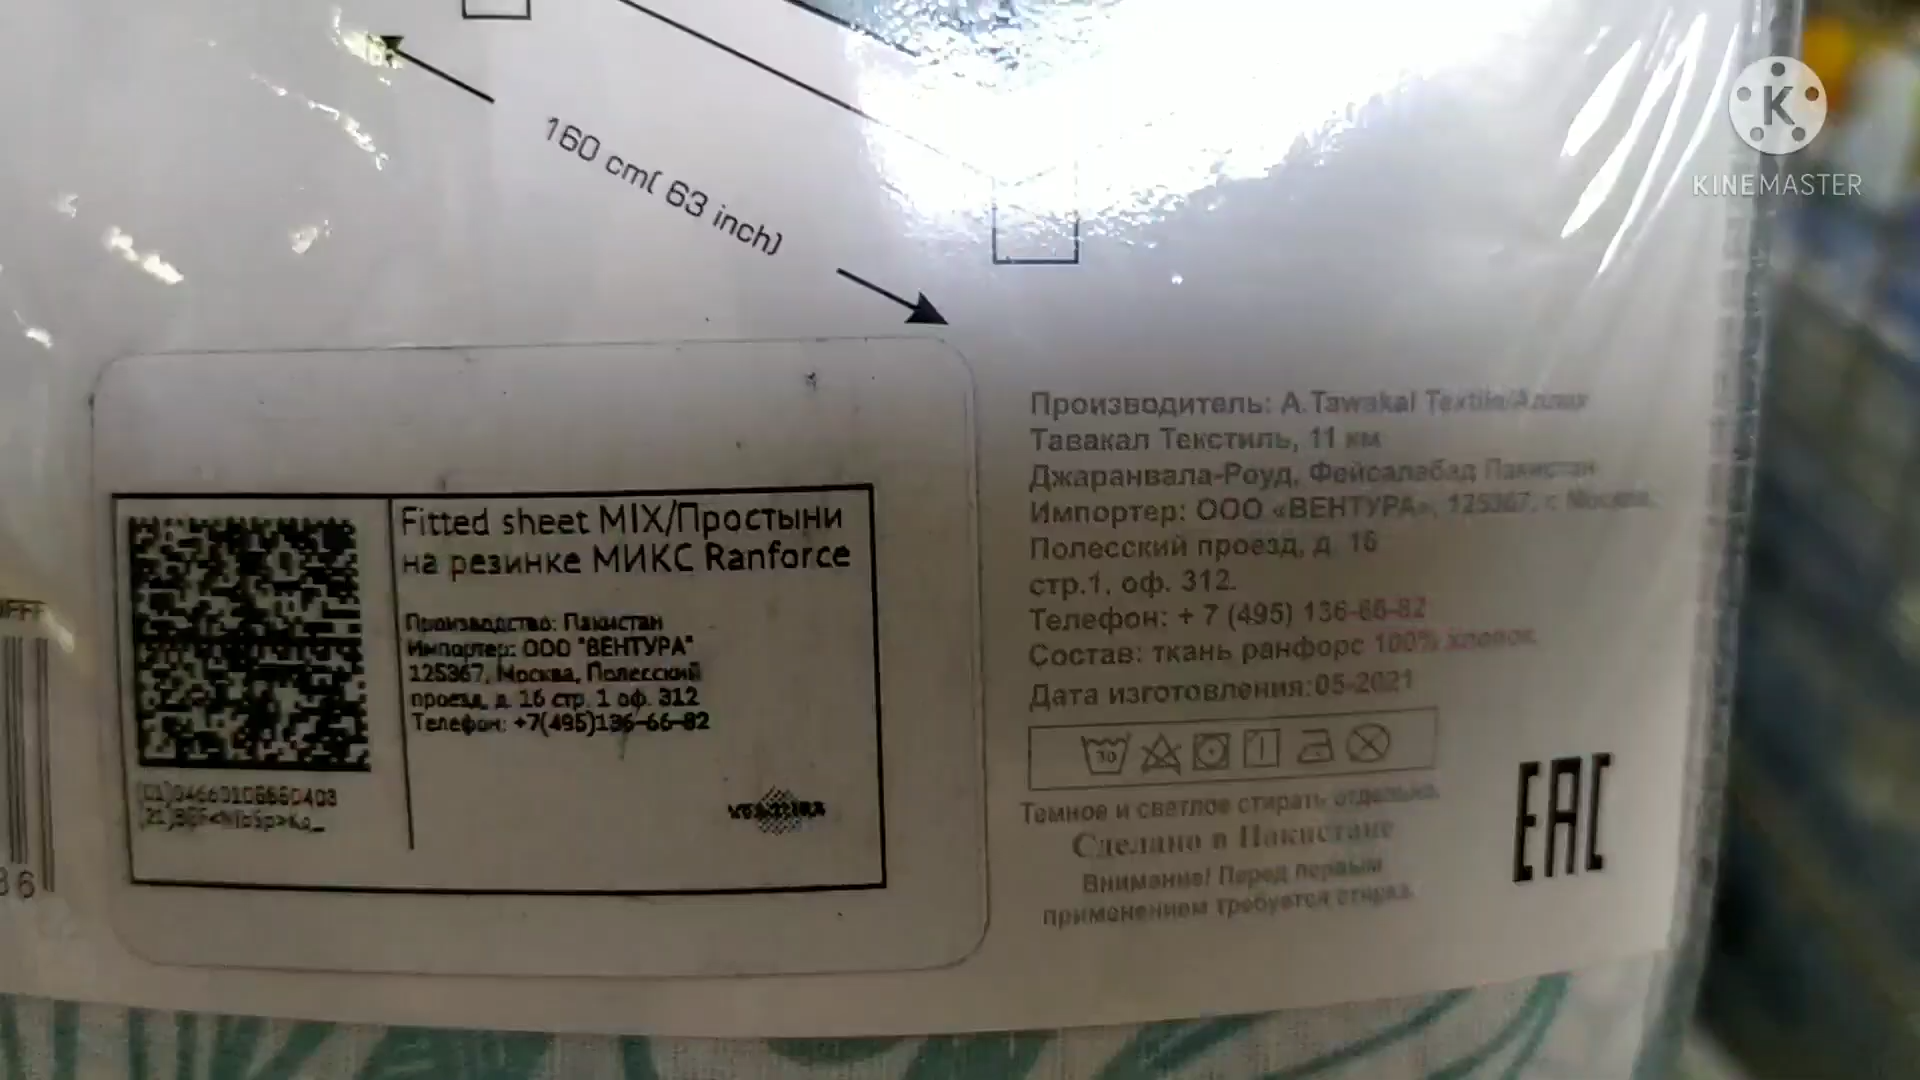 160 cm( 63 inch)
KINEMASTER
Fitted sheet MIX/Простыни
на резинке МИКС Ranforce
Производство: Пакистан
Импортер: ООО "ВЕНТУРА"
125367, Москва, Полесский
проезд, д. 16 стр. 1 оф. 312
Телефон: +7(495)136-66-82
Производитель: A.Tawakal Textile/
Тавакал Текстиль, 11 км
Джаранвала-Роуд, Фейсалабад Пакистан
Импортер: ООО «ВЕНТУРА», 125367, г. Москва,
Полесский проезд, д. 16
стр.1, оф. 312.
Телефон: + 7 (495) 136-66-82
Состав: ткань ранфорс 100% хлопок.
Дата изготовления:05-2021
30
Темное и светлое стирать отдельно.
Сделано в Пакистане
Внимание! Перед первым
применением требуется стирка.
EAC
86